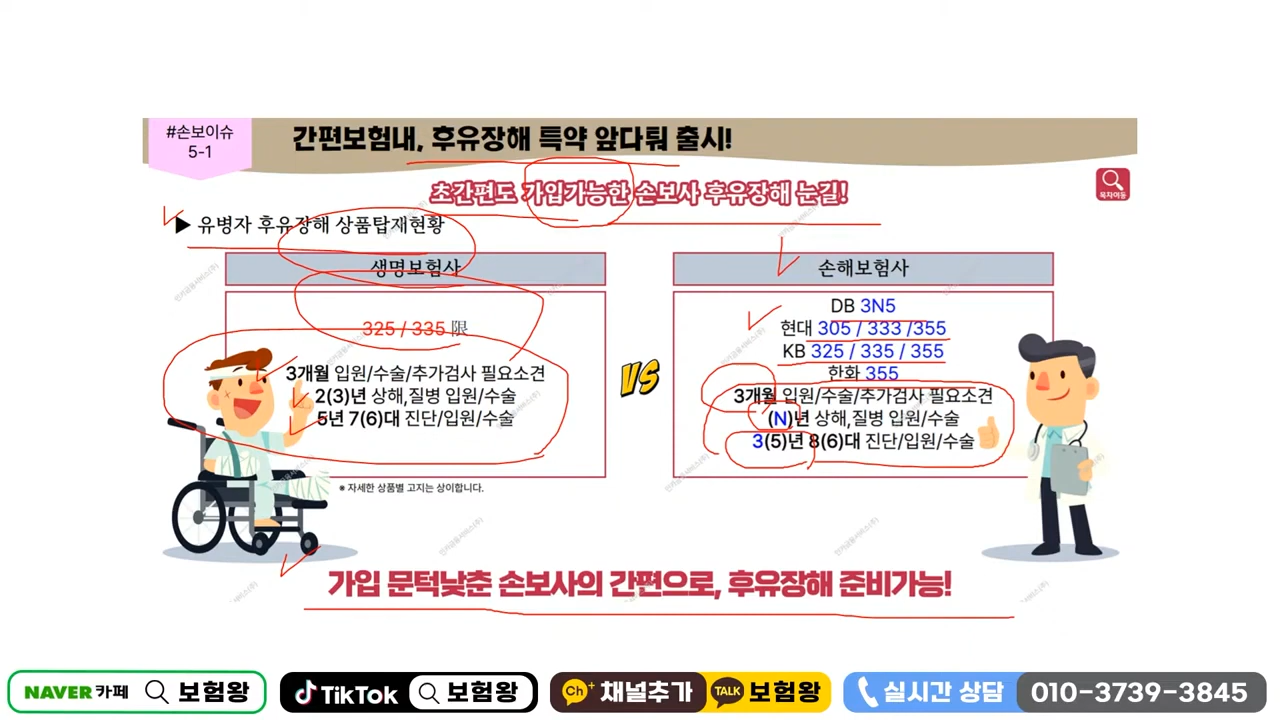 #손보이슈
5-1
간편보험내, 후유장해 특약 앞다퉈 출시!
목차이동
초간편도 가입가능한 손보사 후유장해 눈길!
▶ 유병자 후유장해 상품탑재현황
생명보험사
325 / 335 限
3개월 입원/수술/추가검사 필요소견
2(3)년 상해,질병 입원/수술
5년 7(6)대 진단/입원/수술
VS
손해보험사
DB 3N5
현대 305 / 333 /355
KB 325 / 335 / 355
한화 355
3개월 입원/수술/추가검사 필요소견
(N)년 상해,질병 입원/수술
3(5)년 8(6)대 진단/입원/수술
※ 자세한 상품별 고지는 상이합니다.
가입 문턱낮춘 손보사의 간편으로, 후유장해 준비가능!
NAVER 카페 보험왕
TikTok 보험왕
Ch+ 채널추가 TALK 보험왕
실시간 상담 010-3739-3845